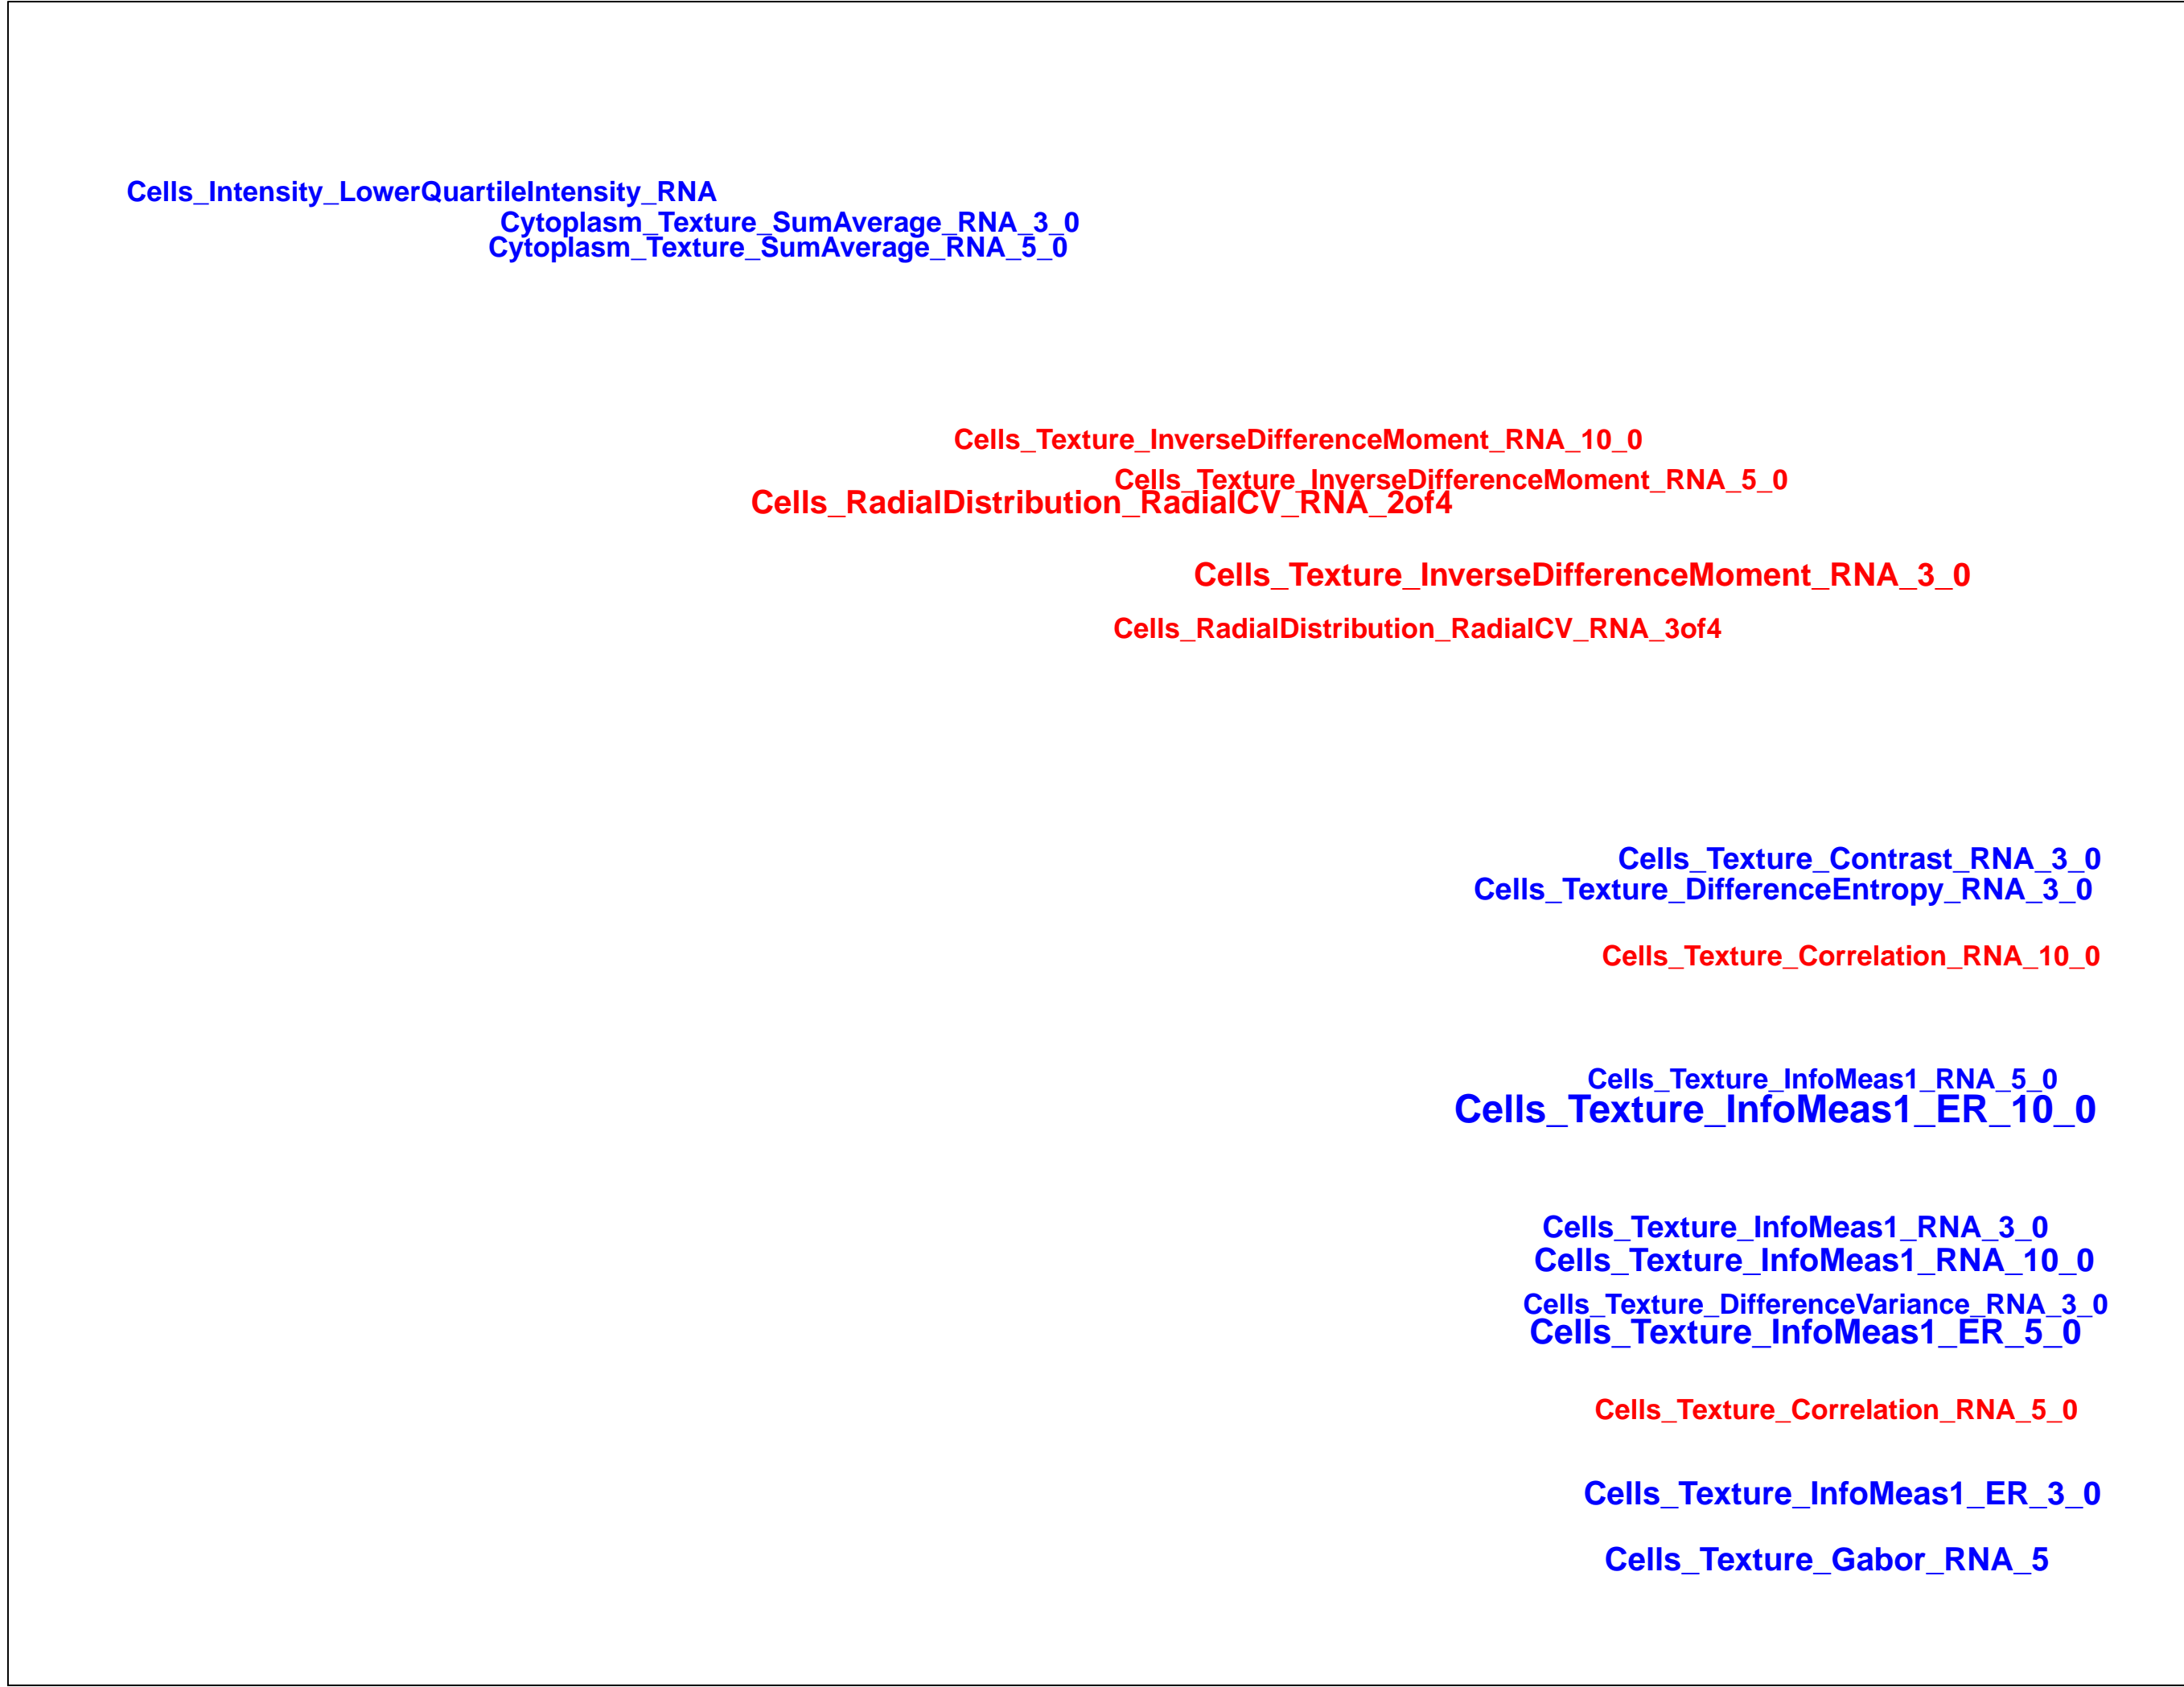 Cells_Intensity_LowerQuartileIntensity_RNA
Cytoplasm_Texture_SumAverage_RNA_3_0
Cytoplasm_Texture_SumAverage_RNA_5_0
Cells_Texture_InverseDifferenceMoment_RNA_10_0
Cells_Texture_InverseDifferenceMoment_RNA_5_0
Cells_RadialDistribution_RadialCV_RNA_2of4
Cells_Texture_InverseDifferenceMoment_RNA_3_0
Cells_RadialDistribution_RadialCV_RNA_3of4
Cells_Texture_Contrast_RNA_3_0
Cells_Texture_DifferenceEntropy_RNA_3_0
Cells_Texture_Correlation_RNA_10_0
Cells_Texture_InfoMeas1_RNA_5_0
Cells_Texture_InfoMeas1_ER_10_0
Cells_Texture_InfoMeas1_RNA_3_0
Cells_Texture_InfoMeas1_RNA_10_0
Cells_Texture_DifferenceVariance_RNA_3_0
Cells_Texture_InfoMeas1_ER_5_0
Cells_Texture_Correlation_RNA_5_0
Cells_Texture_InfoMeas1_ER_3_0
Cells_Texture_Gabor_RNA_5